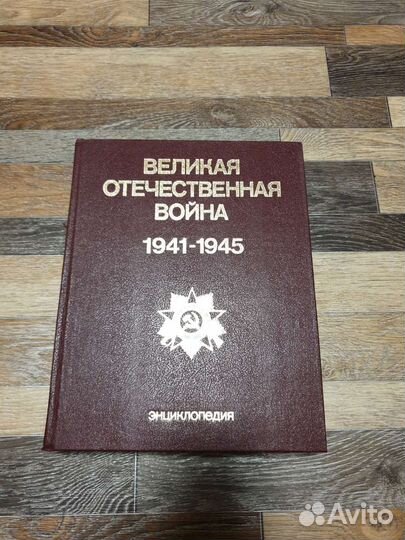 ВЕЛИКАЯ
ОТЕЧЕСТВЕННАЯ
ВОЙНА
1941-1945
ЭНЦИКЛОПЕДИЯ
Avito